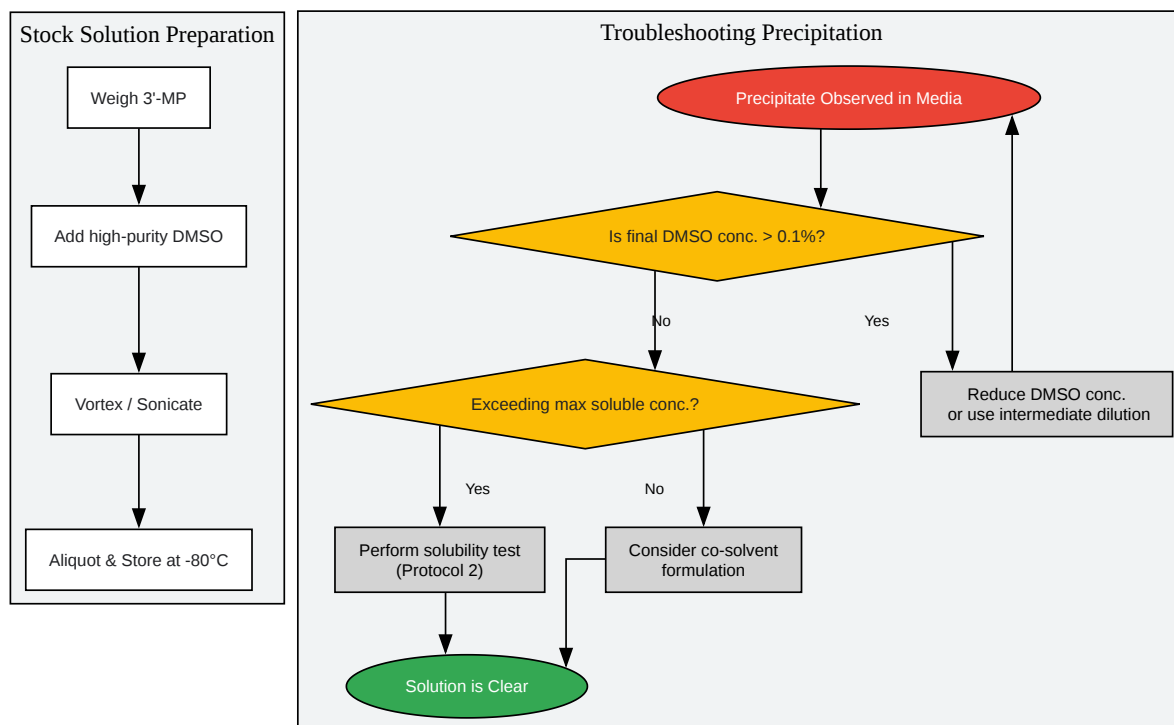 Stock Solution Preparation
Weigh 3'-MP
Add high-purity DMSO
Vortex / Sonicate
Aliquot & Store at -80°C
Troubleshooting Precipitation
Precipitate Observed in Media
Is final DMSO conc. > 0.1%?
No
Yes
Exceeding max soluble conc.?
Reduce DMSO conc.
or use intermediate dilution
Yes
No
Perform solubility test
(Protocol 2)
Consider co-solvent
formulation
Solution is Clear